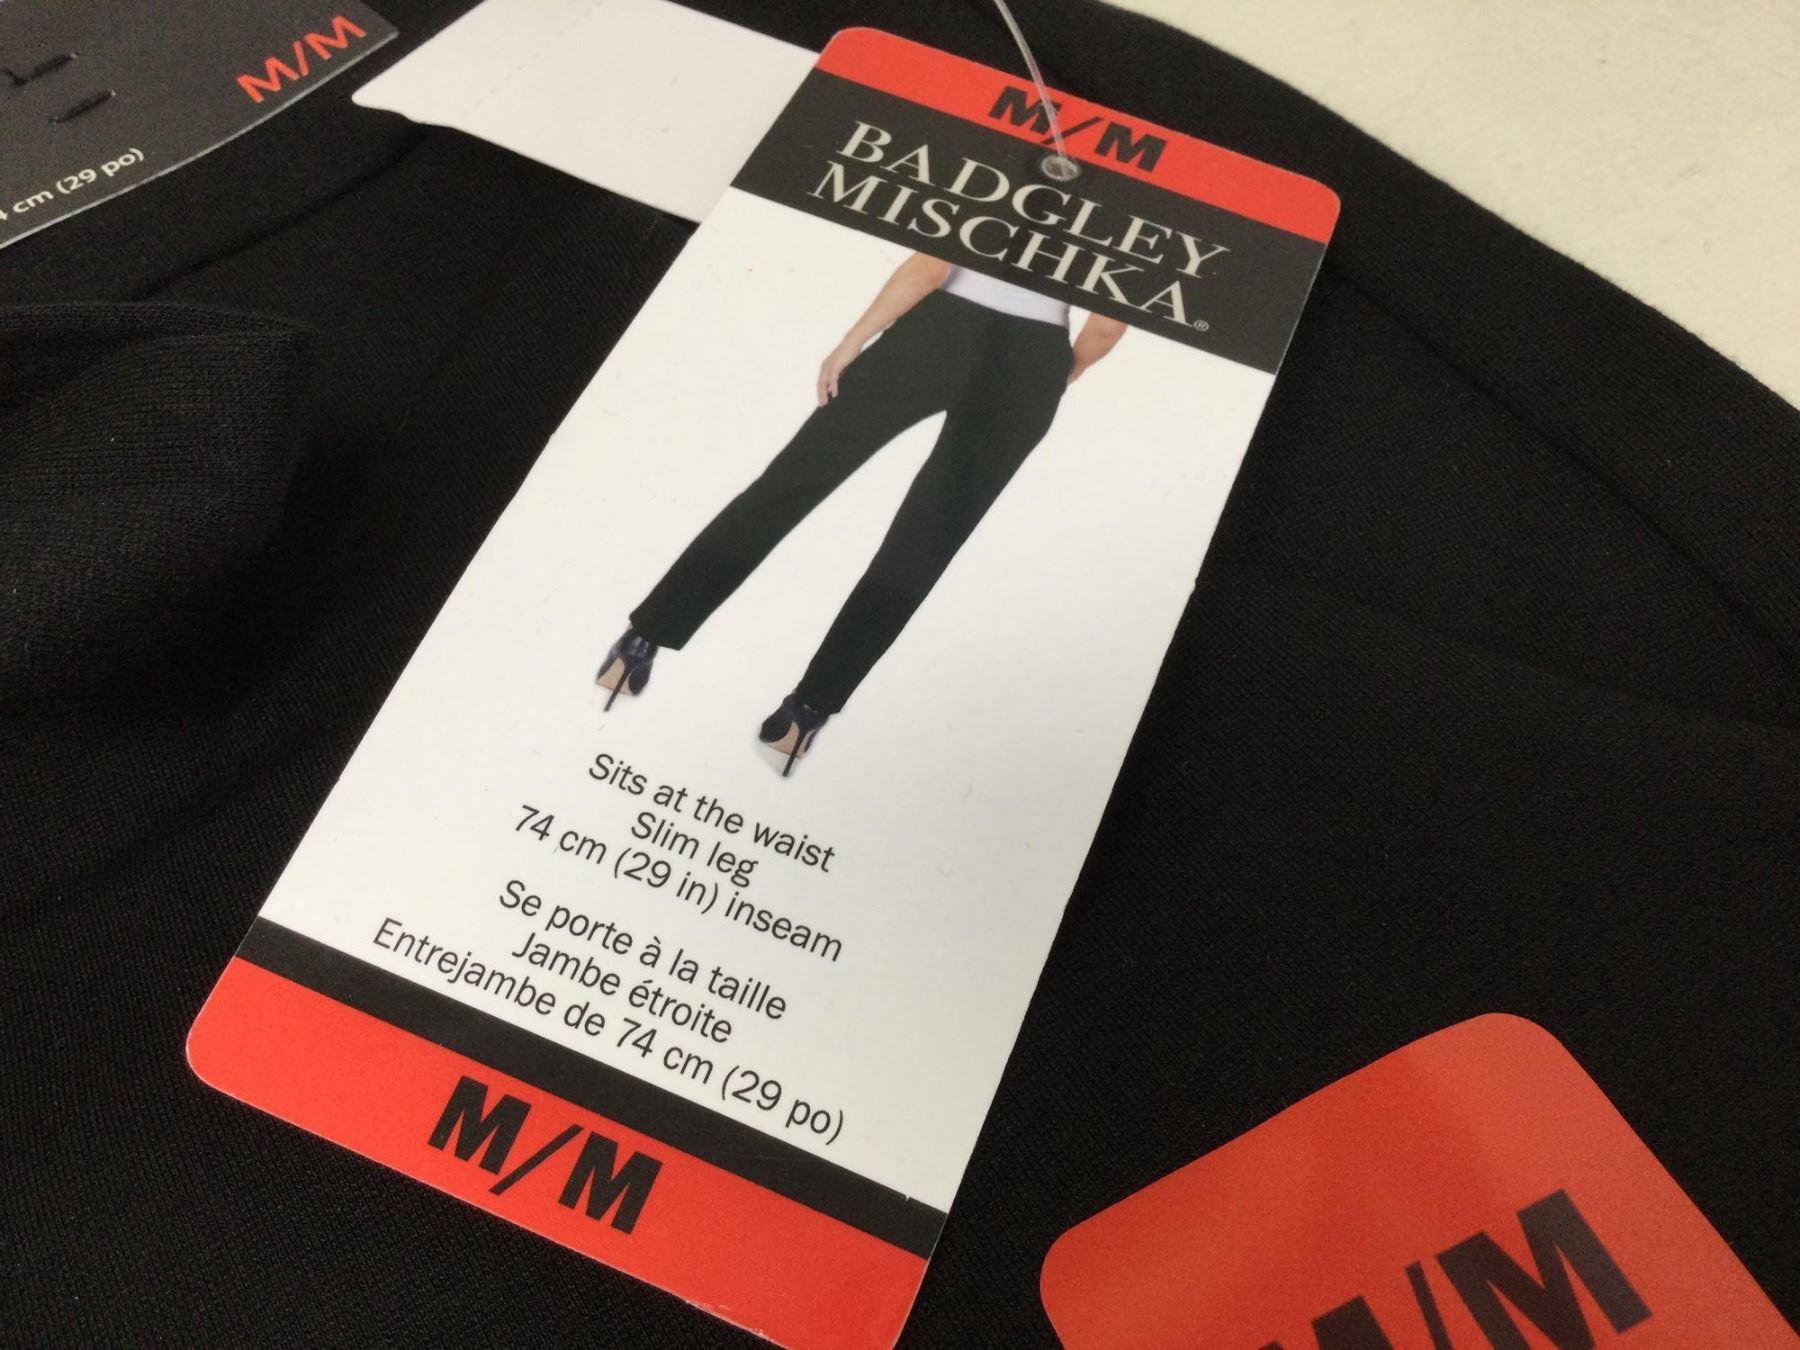 M/M
cm (29 po)
M/M
BADGLEY
MISCHKA®
Sits at the waist
Slim leg
74 cm (29 in) inseam
Se porte à la taille
Jambe étroite
Entrejambe de 74 cm (29 po)
M/M
M/M